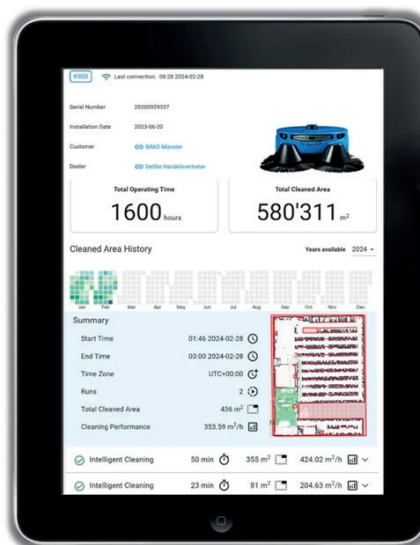 K900 Last connection: 08:28 2024-02-28
Serial Number 20200929337
Installation Date 2023-06-20
Customer BÄKO Münster
Dealer Dettke Handelsvertreter
Total Operating Time
1600 hours
Total Cleaned Area
580'311 m²
Cleaned Area History Years available 2024
Jan Feb Mar Apr May Jun Jul Aug Sep Oct Nov Dec
Summary
Start Time 01:46 2024-02-28
End Time 03:00 2024-02-28
Time Zone UTC+00:00
Runs 2
Total Cleaned Area 436 m²
Cleaning Performance 353.59 m²/h
Intelligent Cleaning 50 min 355 m² 424.02 m²/h
Intelligent Cleaning 23 min 81 m² 204.63 m²/h